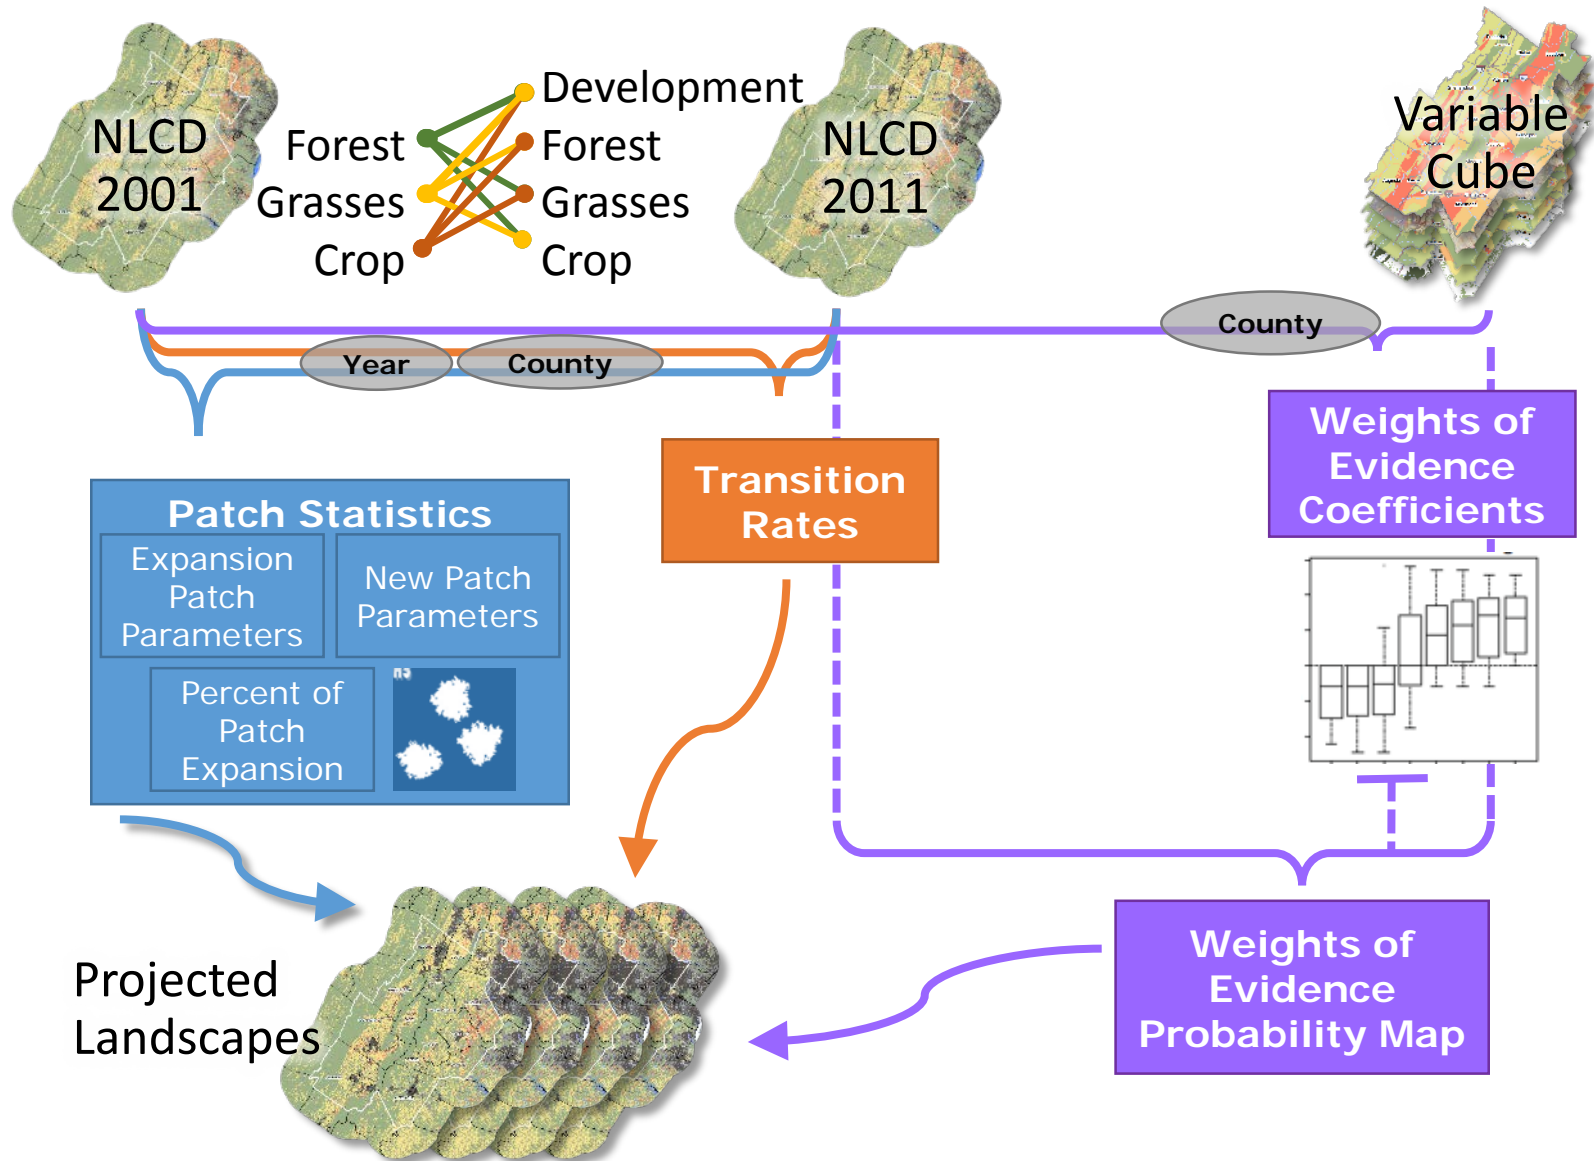 NLCD
2001
Forest
Grasses
Crop
Development
Forest
Grasses
Crop
NLCD
2011
Variable
Cube
Year
County
County
Patch Statistics
Expansion
Patch
Parameters
New Patch
Parameters
Percent of
Patch
Expansion
Transition
Rates
Weights of
Evidence
Coefficients
Projected
Landscapes
Weights of
Evidence
Probability Map